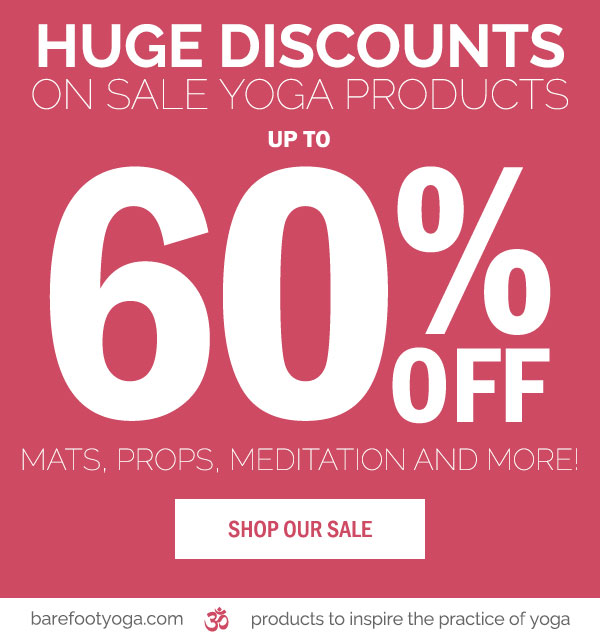 HUGE DISCOUNTS
ON SALE YOGA PRODUCTS
UP TO
60% OFF
MATS, PROPS, MEDITATION AND MORE!
SHOP OUR SALE
barefootyoga.com ॐ products to inspire the practice of yoga